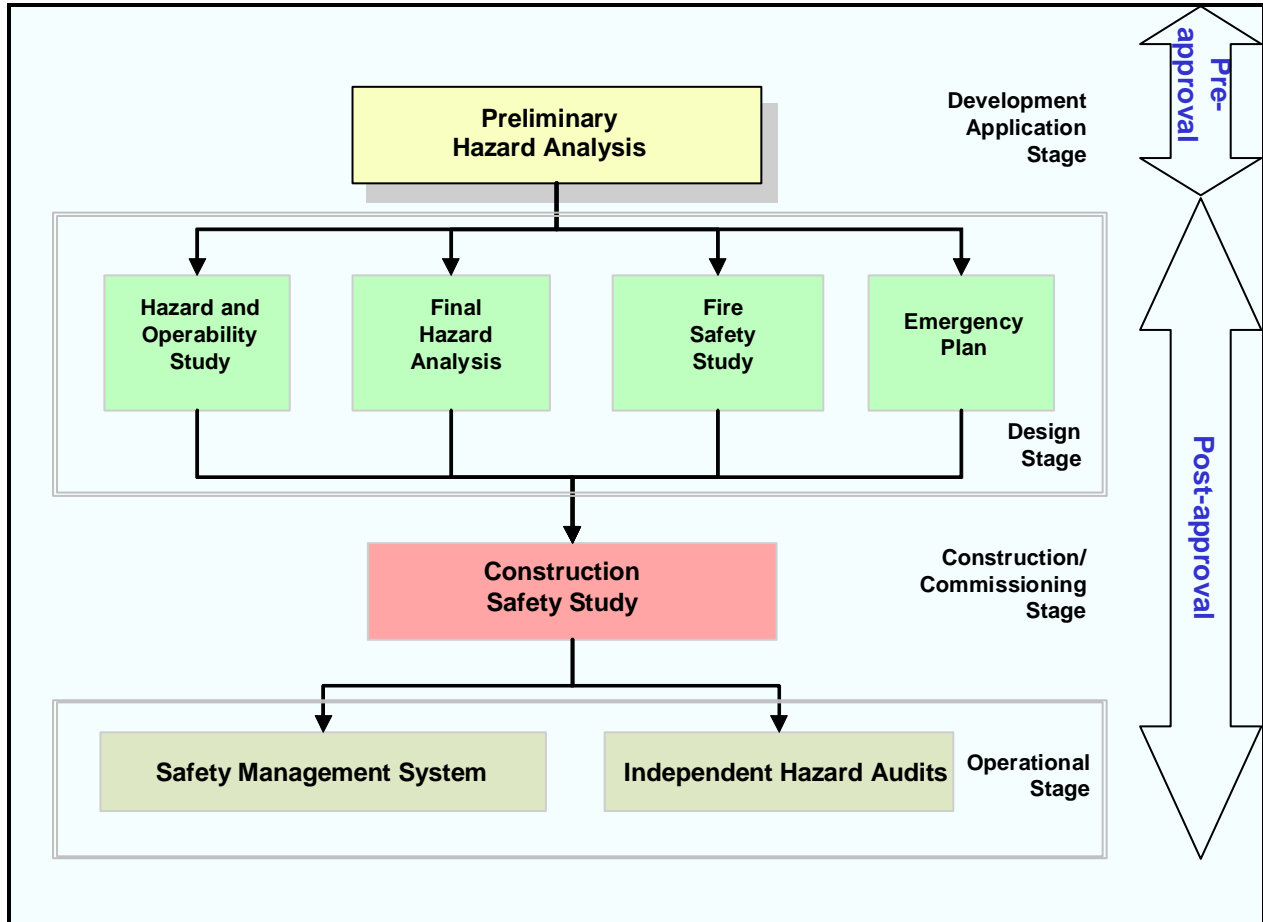 Pre-
approval
Preliminary
Hazard Analysis
Development
Application
Stage
Hazard and
Operability
Study
Final
Hazard
Analysis
Fire
Safety
Study
Emergency
Plan
Design
Stage
Post-approval
Construction
Safety Study
Construction/
Commissioning
Stage
Safety Management System
Independent Hazard Audits
Operational
Stage